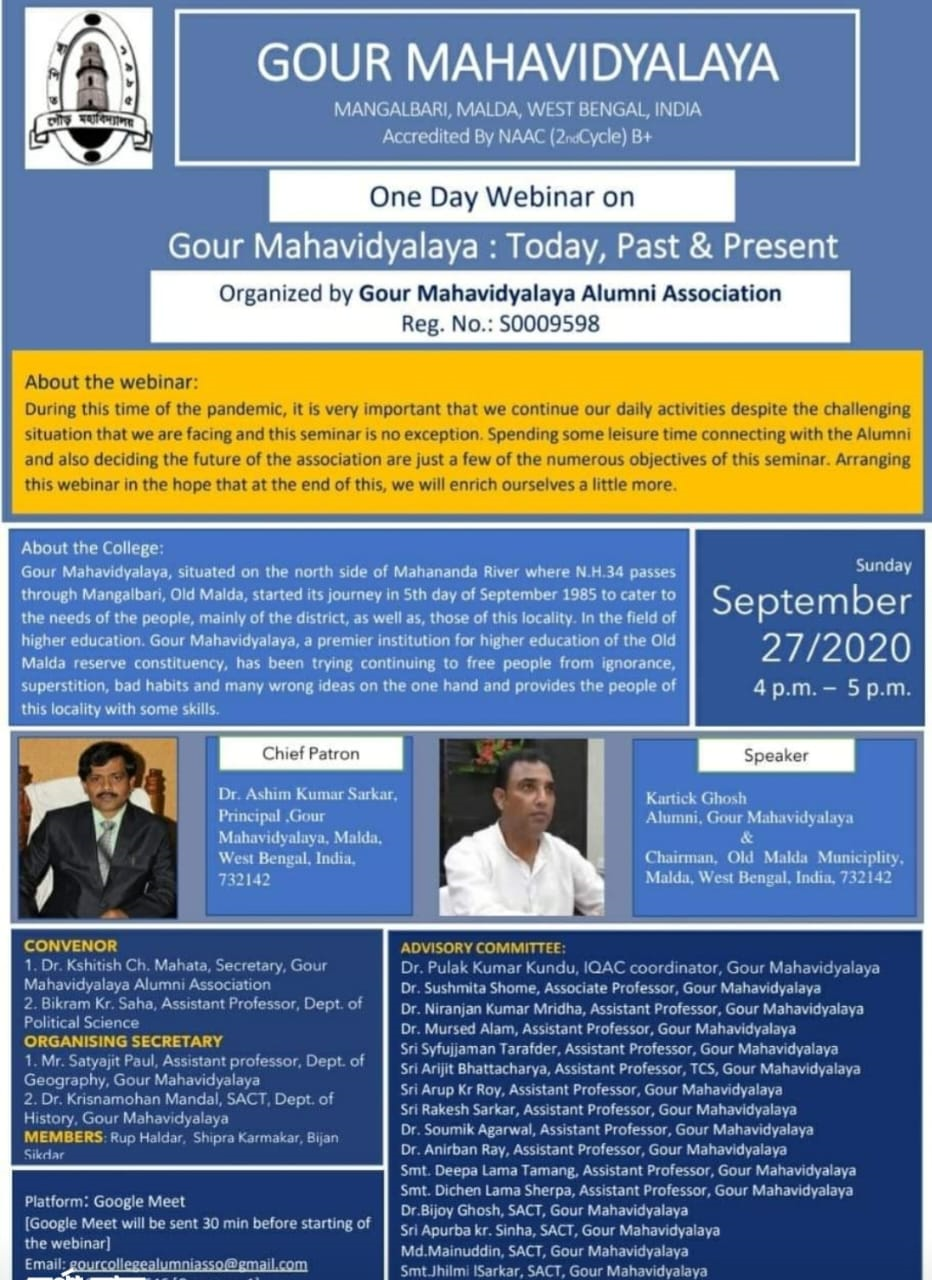 গৌড় মহাবিদ্যালয়
GOUR MAHAVIDYALAYA
MANGALBARI, MALDA, WEST BENGAL, INDIA
Accredited By NAAC (2ndCycle) B+
One Day Webinar on
Gour Mahavidyalaya : Today, Past & Present
Organized by Gour Mahavidyalaya Alumni Association
Reg. No.: S0009598
About the webinar:
During this time of the pandemic, it is very important that we continue our daily activities despite the challenging
situation that we are facing and this seminar is no exception. Spending some leisure time connecting with the Alumni
and also deciding the future of the association are just a few of the numerous objectives of this seminar. Arranging
this webinar in the hope that at the end of this, we will enrich ourselves a little more.
About the College:
Gour Mahavidyalaya, situated on the north side of Mahananda River where N.H.34 passes
through Mangalbari, Old Malda, started its journey in 5th day of September 1985 to cater to
the needs of the people, mainly of the district, as well as, those of this locality. In the field of
higher education. Gour Mahavidyalaya, a premier institution for higher education of the Old
Malda reserve constituency, has been trying continuing to free people from ignorance,
superstition, bad habits and many wrong ideas on the one hand and provides the people of
this locality with some skills.
Sunday
September
27/2020
4 p.m. – 5 p.m.
Chief Patron
Dr. Ashim Kumar Sarkar,
Principal ,Gour
Mahavidyalaya, Malda,
West Bengal, India,
732142
Speaker
Kartick Ghosh
Alumni, Gour Mahavidyalaya
&
Chairman, Old Malda Municiplity,
Malda, West Bengal, India, 732142
CONVENOR
1. Dr. Kshitish Ch. Mahata, Secretary, Gour
Mahavidyalaya Alumni Association
2. Bikram Kr. Saha, Assistant Professor, Dept. of
Political Science
ORGANISING SECRETARY
1. Mr. Satyajit Paul, Assistant professor, Dept. of
Geography, Gour Mahavidyalaya
2. Dr. Krisnamohan Mandal, SACT, Dept. of
History, Gour Mahavidyalaya
MEMBERS: Rup Haldar, Shipra Karmakar, Bijan
Sikdar
Platform: Google Meet
[Google Meet will be sent 30 min before starting of
the webinar]
Email: gourcollegealumniasso@gmail.com
ADVISORY COMMITTEE:
Dr. Pulak Kumar Kundu, IQAC coordinator, Gour Mahavidyalaya
Dr. Sushmita Shome, Associate Professor, Gour Mahavidyalaya
Dr. Niranjan Kumar Mridha, Assistant Professor, Gour Mahavidyalaya
Dr. Mursed Alam, Assistant Professor, Gour Mahavidyalaya
Sri Syfujjaman Tarafder, Assistant Professor, Gour Mahavidyalaya
Sri Arijit Bhattacharya, Assistant Professor, TCS, Gour Mahavidyalaya
Sri Arup Kr Roy, Assistant Professor, Gour Mahavidyalaya
Sri Rakesh Sarkar, Assistant Professor, Gour Mahavidyalaya
Dr. Soumik Agarwal, Assistant Professor, Gour Mahavidyalaya
Dr. Anirban Ray, Assistant Professor, Gour Mahavidyalaya
Smt. Deepa Lama Tamang, Assistant Professor, Gour Mahavidyalaya
Smt. Dichen Lama Sherpa, Assistant Professor, Gour Mahavidyalaya
Dr.Bijoy Ghosh, SACT, Gour Mahavidyalaya
Sri Apurba kr. Sinha, SACT, Gour Mahavidyalaya
Md.Mainuddin, SACT, Gour Mahavidyalaya
Smt.Jhilmi lSarkar, SACT, Gour Mahavidyalaya